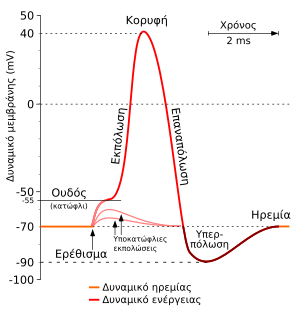 Κορυφή
Χρόνος
2 ms
50
40
0
-50
-55
-70
-90
-100
Δυναμικο μεμβράνης (mV)
Εκπόλωση
Επαναπόλωση
Ουδός
(κατώφλι)
Ερέθισμα
Υποκατώφλιες
εκπολώσεις
Υπερ-
πόλωση
Ηρεμία
Δυναμικό ηρεμίας
Δυναμικό ενέργειας